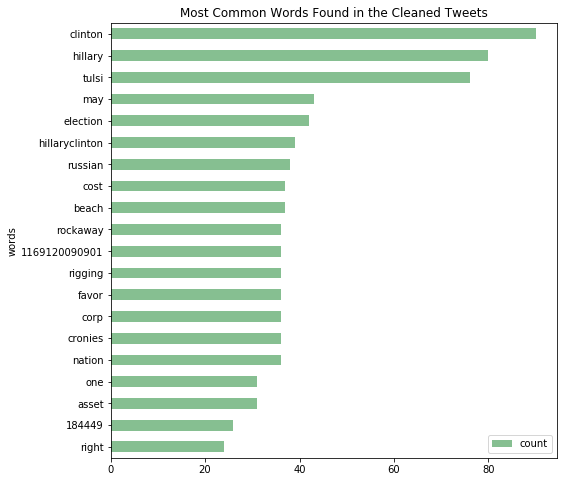 Most Common Words Found in the Cleaned Tweets
words
clinton
hillary
tulsi
may
election
hillaryclinton
russian
cost
beach
rockaway
1169120090901
rigging
favor
corp
cronies
nation
one
asset
184449
right
count
0 20 40 60 80